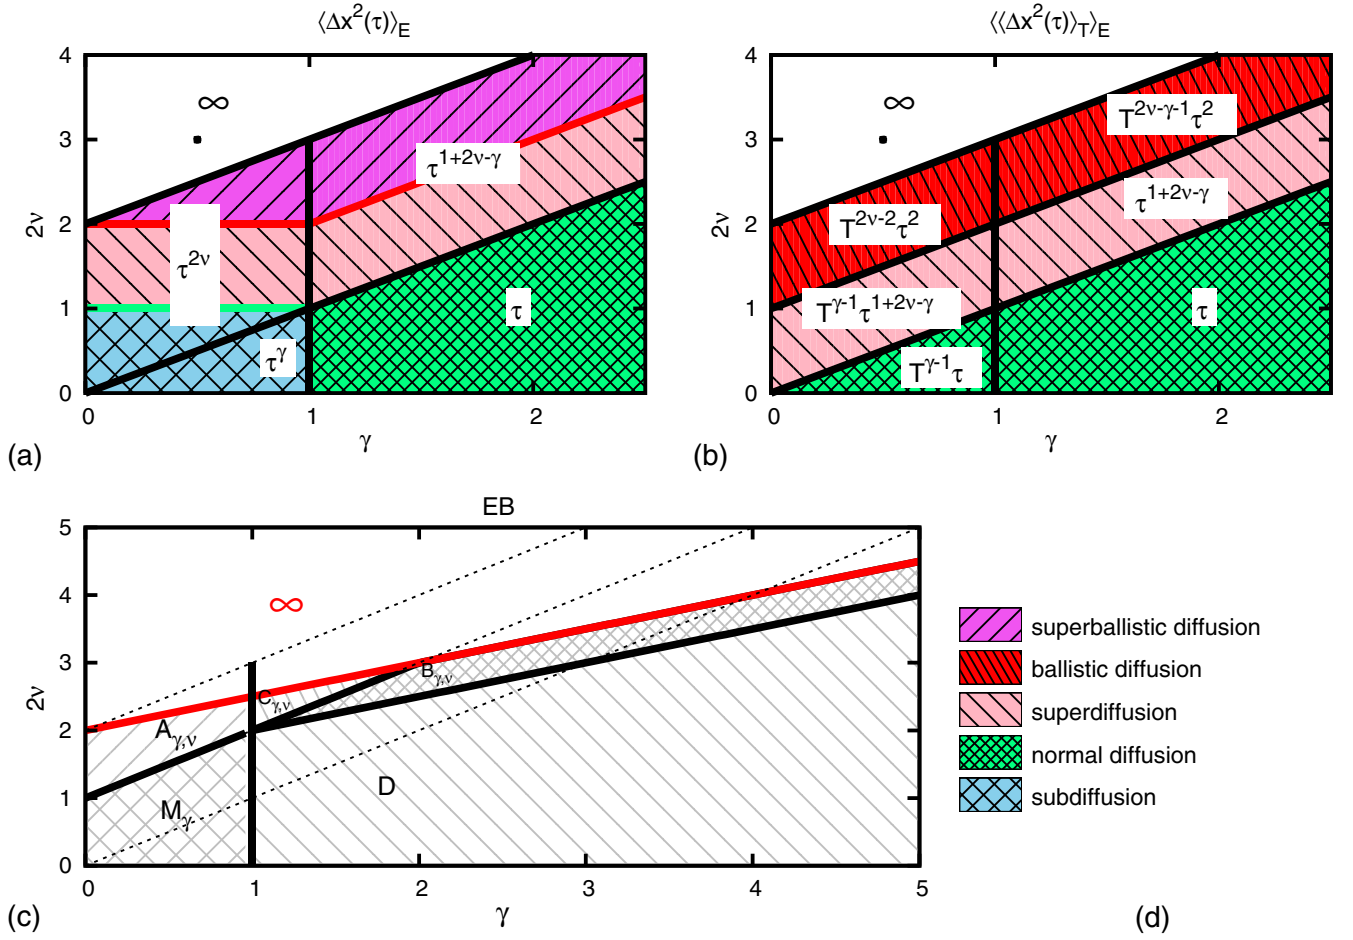 ⟨Δx²(τ)⟩_E
4
3
2
1
0
2ν
∞
τ^{1+2ν-γ}
τ^{2ν}
τ
τ^γ
0 1 2
γ
(a)
⟨⟨Δx²(τ)⟩_T⟩_E
4
3
2
1
0
2ν
∞
T^{2ν-γ-1}τ²
τ^{1+2ν-γ}
T^{2ν-2}τ²
T^{γ-1}τ^{1+2ν-γ}
τ
T^{γ-1}τ
0 1 2
γ
(b)
EB
5
4
3
2
1
0
2ν
∞
B_{γ,ν}
C_{γ,ν}
A_{γ,ν}
D
M_γ
0 1 2 3 4 5
γ
(c)
superballistic diffusion
ballistic diffusion
superdiffusion
normal diffusion
subdiffusion
(d)